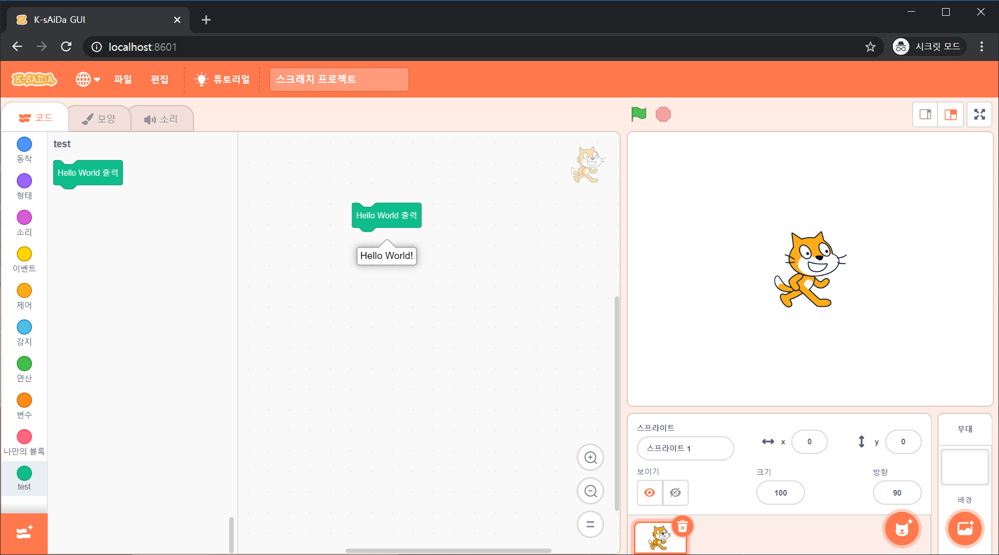 K-sAiDa GUI
localhost:8601
시크릿 모드
K-SAIDA
파일
편집
튜토리얼
스크래치 프로젝트
코드
모양
소리
동작
형태
소리
이벤트
제어
감지
연산
변수
나만의 블록
test
test
Hello World 출력
Hello World 출력
Hello World!
스프라이트
스프라이트 1
x
0
y
0
보이기
크기
100
방향
90
무대
배경